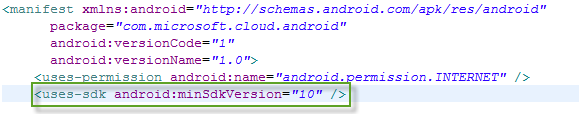 <manifest xmlns:android="http://schemas.android.com/apk/res/android"
package="com.microsoft.cloud.android"
android:versionCode="1"
android:versionName="1.0">
<uses-permission android:name="android.permission.INTERNET" />
<uses-sdk android:minSdkVersion="10" />